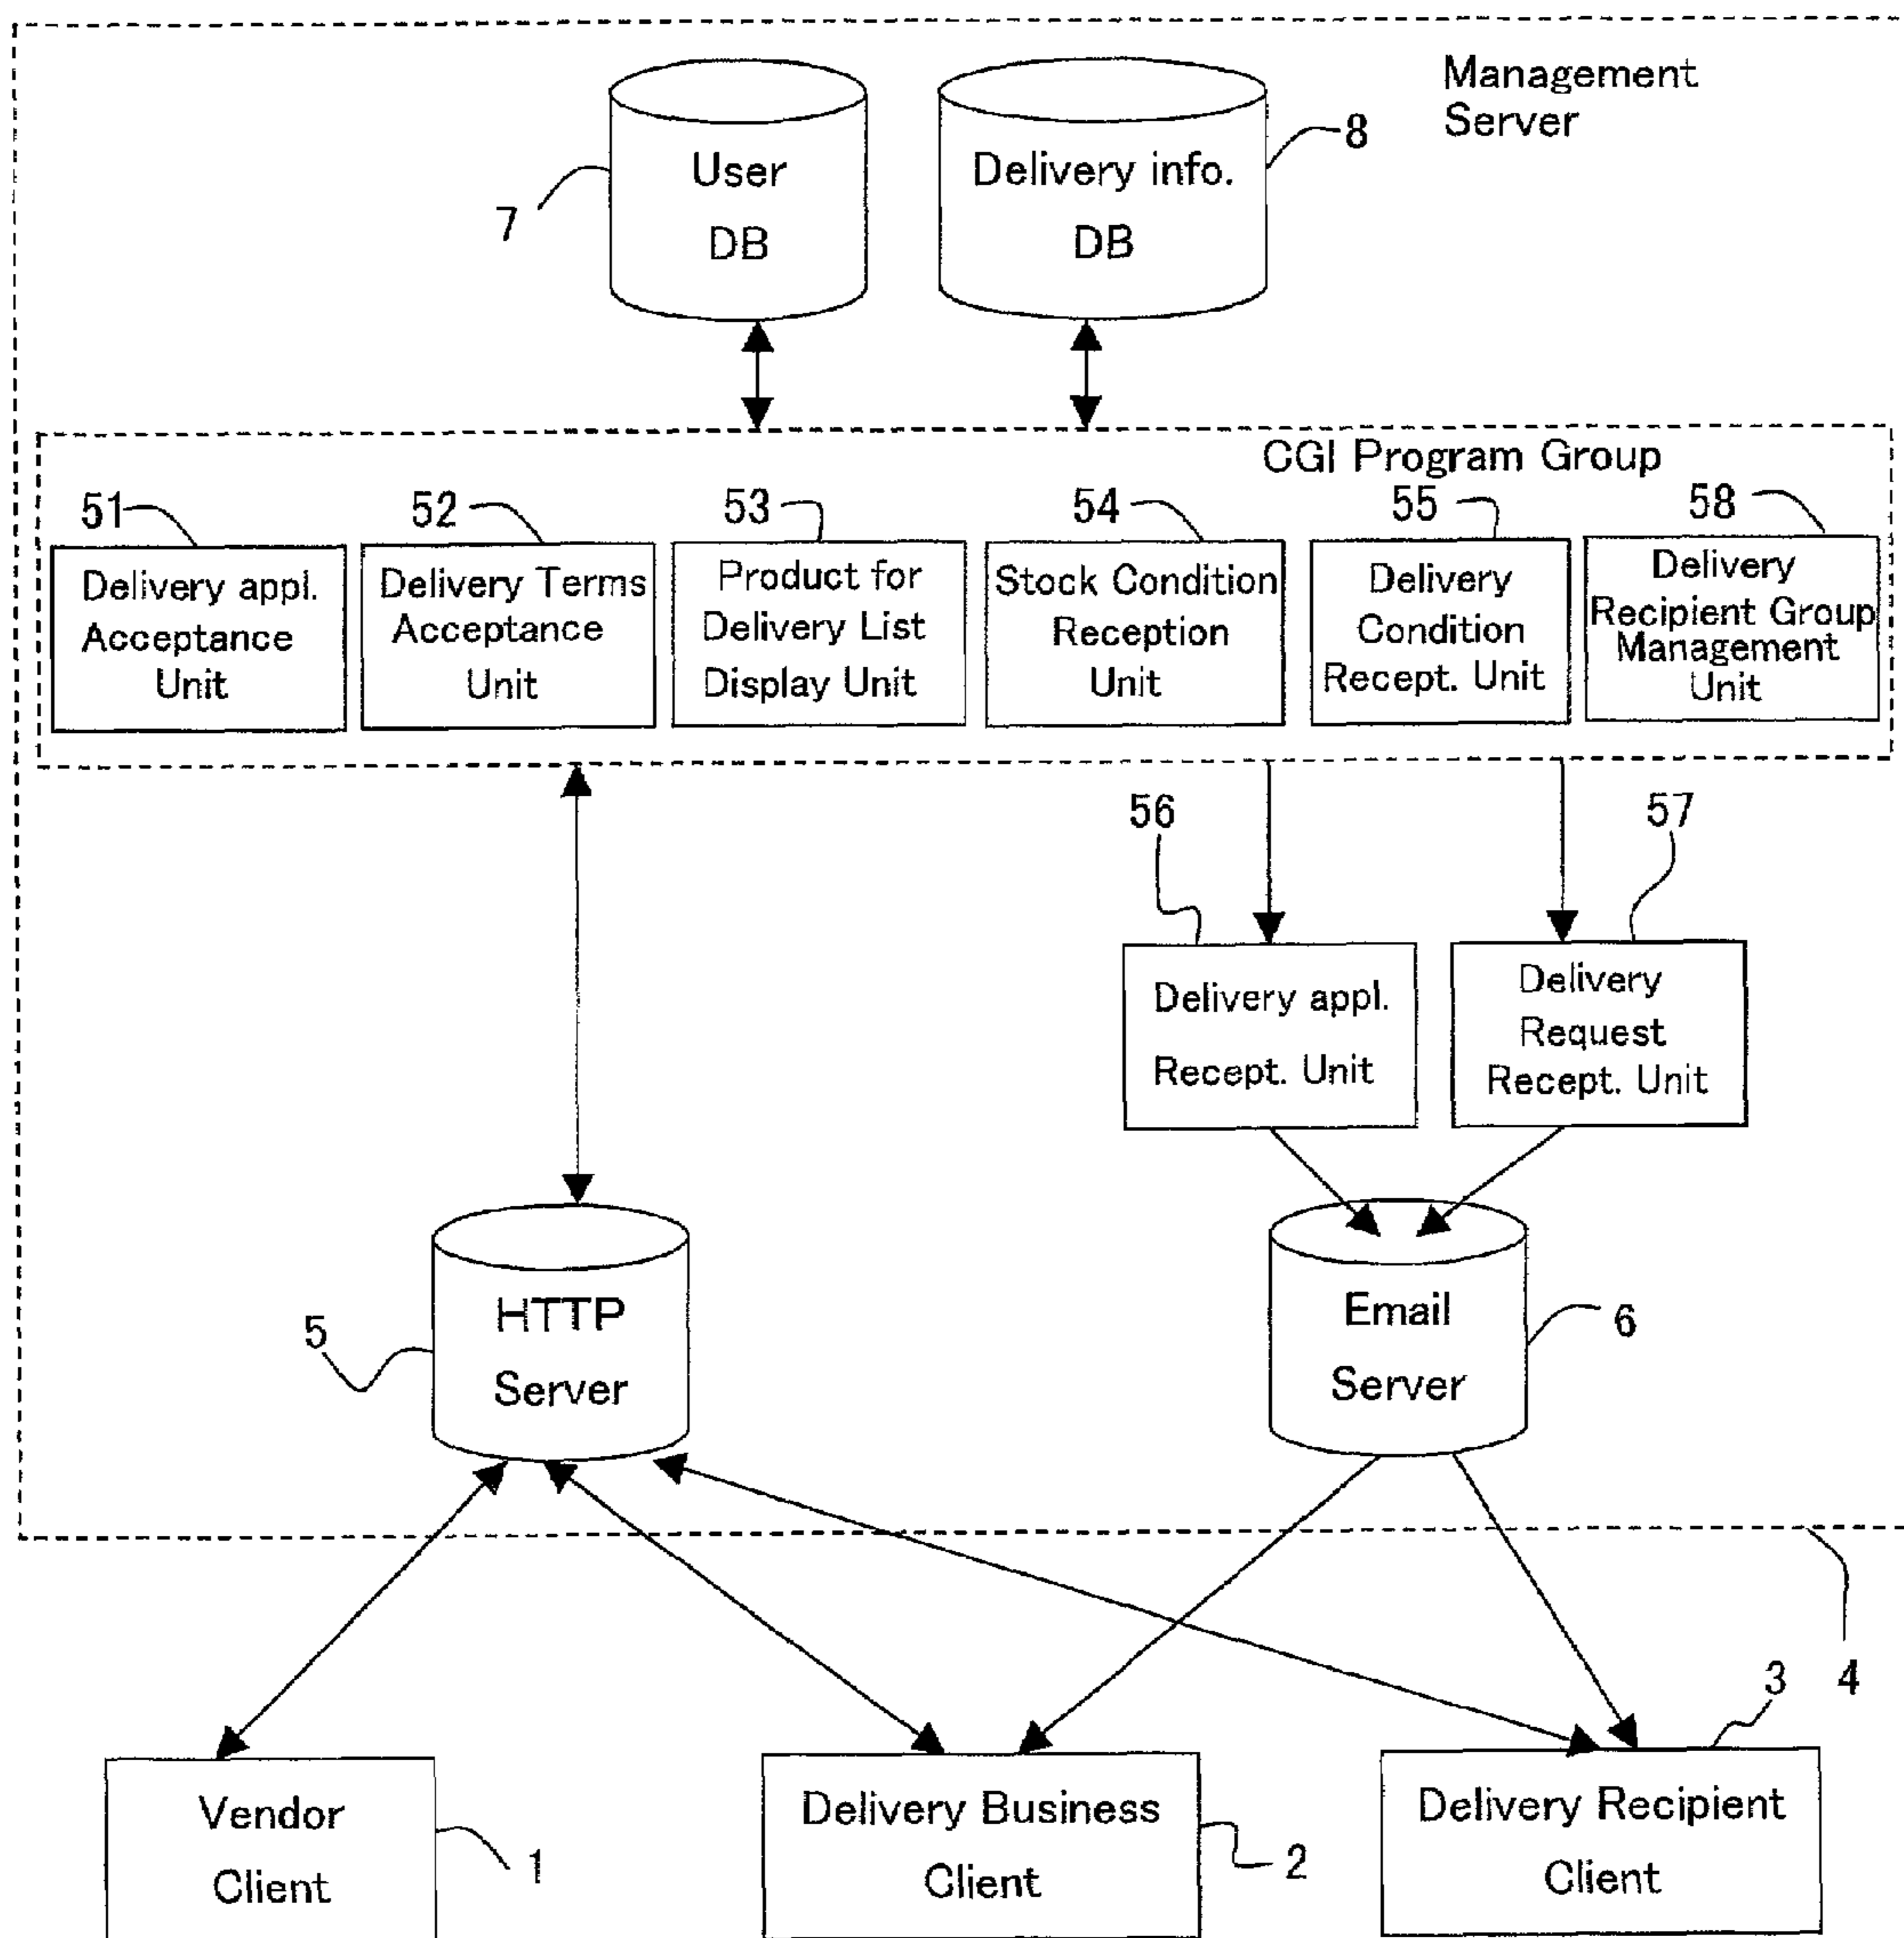 Management
Server
7
User
DB
Delivery info.
DB
8
CGI Program Group
51
52
53
54
55
58
Delivery appl.
Acceptance
Unit
Delivery Terms
Acceptance
Unit
Product for
Delivery List
Display Unit
Stock Condition
Reception
Unit
Delivery
Condition
Recept. Unit
Delivery
Recipient Group
Management
Unit
56
57
Delivery appl.
Recept. Unit
Delivery
Request
Recept. Unit
5
HTTP
Server
Email
Server
6
4
3
Vendor
Client
1
Delivery Business
Client
2
Delivery Recipient
Client